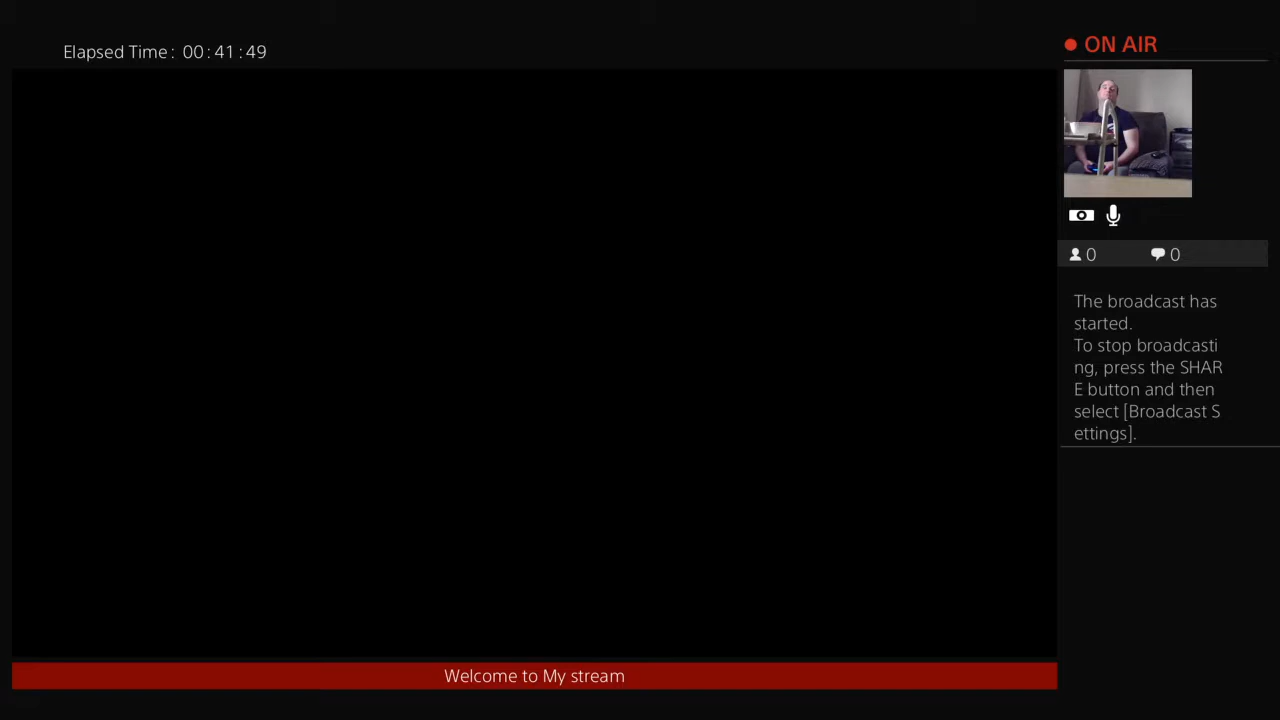 Elapsed Time: 00:41:49
ON AIR
0 0
The broadcast has
started.
To stop broadcasti
ng, press the SHAR
E button and then
select [Broadcast S
ettings].
Welcome to My stream